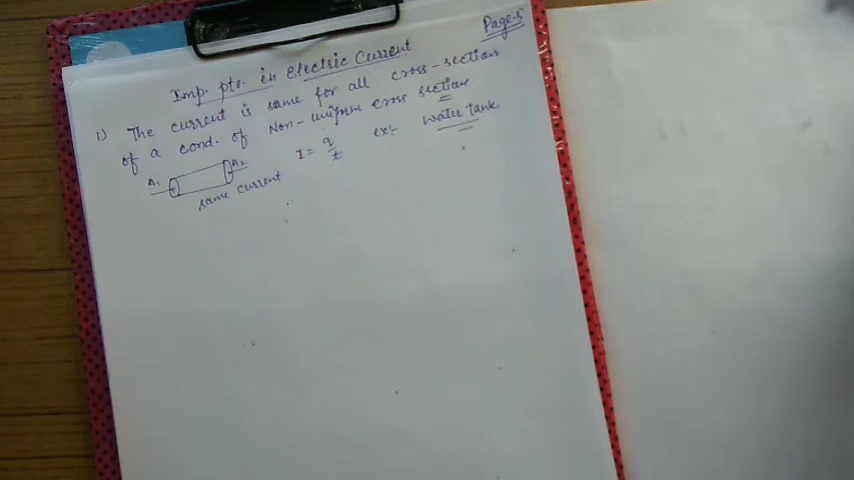 Page-5
Imp. pts. in Electric Current
1) The current is same for all cross-section
of a cond. of Non-uniform cross section
A1 A2 I = q/t ex:- water tank
same current